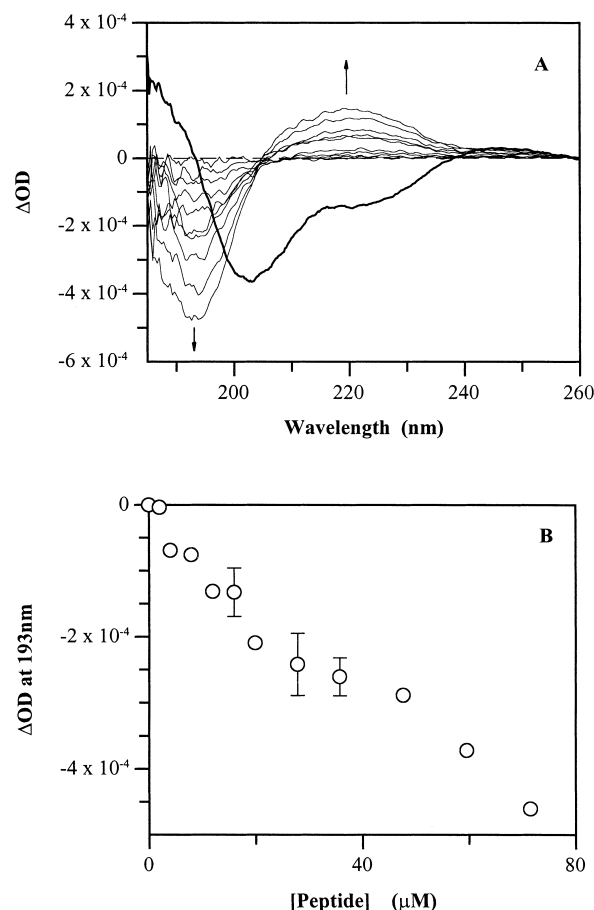 4 x 10-4
2 x 10-4
0
-2 x 10-4
-4 x 10-4
-6 x 10-4
ΔOD
A
200
220
240
260
Wavelength (nm)
0
-2 x 10-4
-4 x 10-4
ΔOD at 193nm
B
0
40
80
[Peptide] (μM)